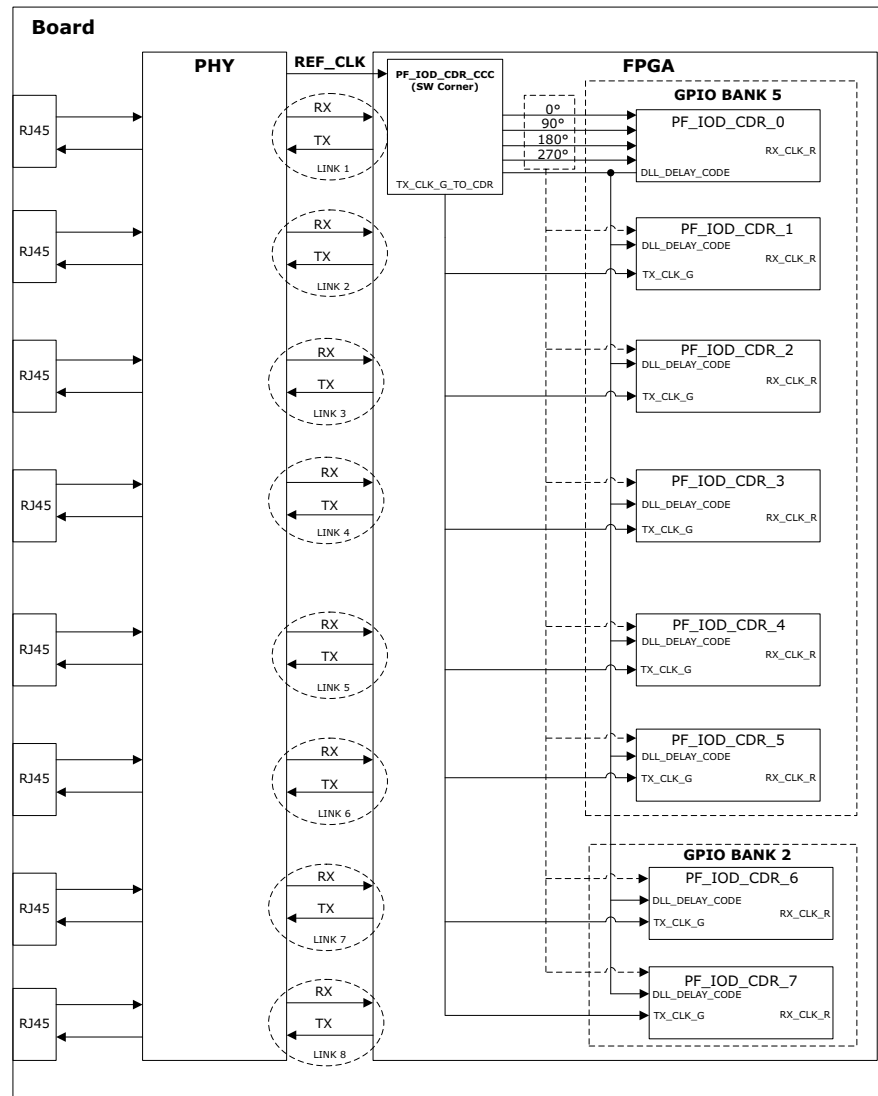 Board
PHY
REF_CLK
PF_IOD_CDR_CCC
(SW Corner)
TX_CLK_G_TO_CDR
FPGA
0°
90°
180°
270°
GPIO BANK 5
PF_IOD_CDR_0
RX_CLK_R
DLL_DELAY_CODE
RJ45
RX
TX
LINK 1
PF_IOD_CDR_1
DLL_DELAY_CODE
RX_CLK_R
TX_CLK_G
RJ45
RX
TX
LINK 2
PF_IOD_CDR_2
DLL_DELAY_CODE
RX_CLK_R
TX_CLK_G
RJ45
RX
TX
LINK 3
PF_IOD_CDR_3
DLL_DELAY_CODE
RX_CLK_R
TX_CLK_G
RJ45
RX
TX
LINK 4
PF_IOD_CDR_4
DLL_DELAY_CODE
RX_CLK_R
TX_CLK_G
RJ45
RX
TX
LINK 5
PF_IOD_CDR_5
DLL_DELAY_CODE
TX_CLK_G
RX_CLK_R
RJ45
RX
TX
LINK 6
GPIO BANK 2
PF_IOD_CDR_6
DLL_DELAY_CODE
RX_CLK_R
TX_CLK_G
RJ45
RX
TX
LINK 7
PF_IOD_CDR_7
DLL_DELAY_CODE
TX_CLK_G
RX_CLK_R
RJ45
RX
TX
LINK 8